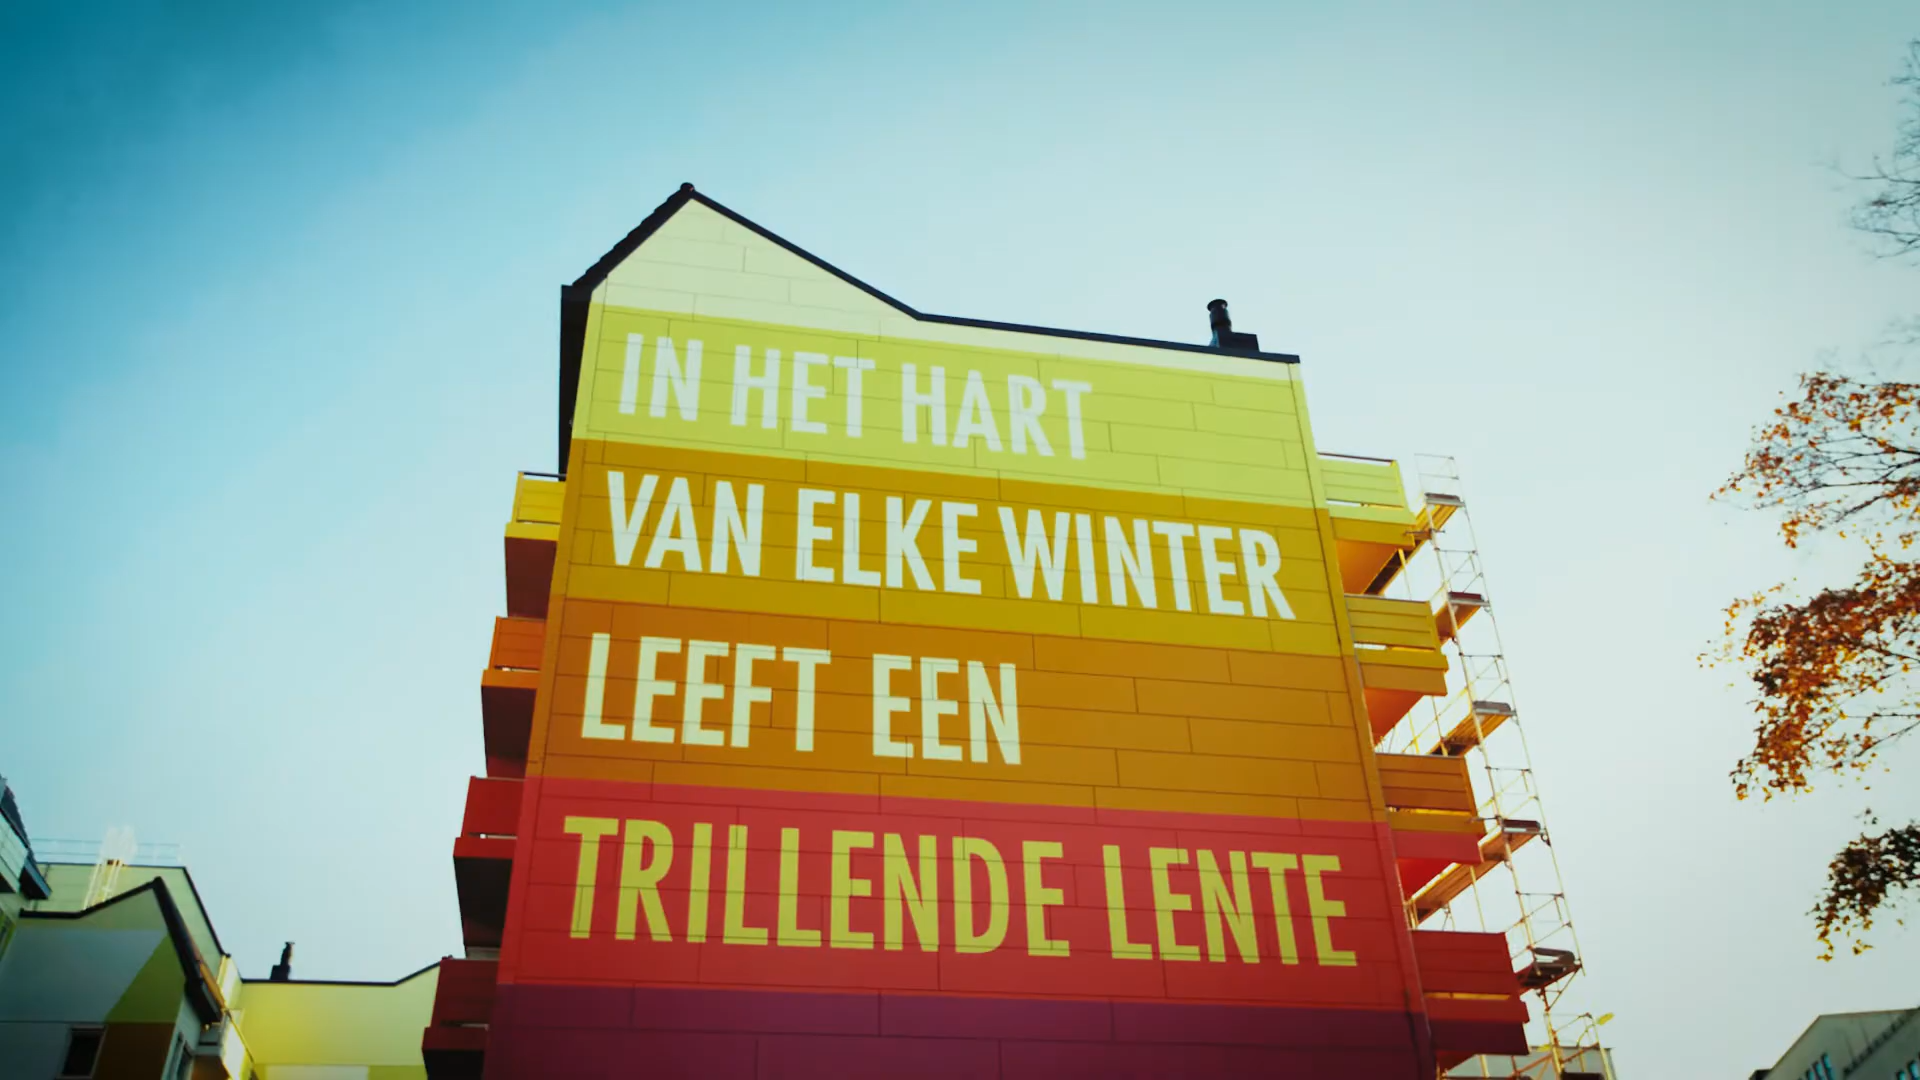 IN HET HART
VAN ELKE WINTER
LEEFT EEN
TRILLENDE LENTE